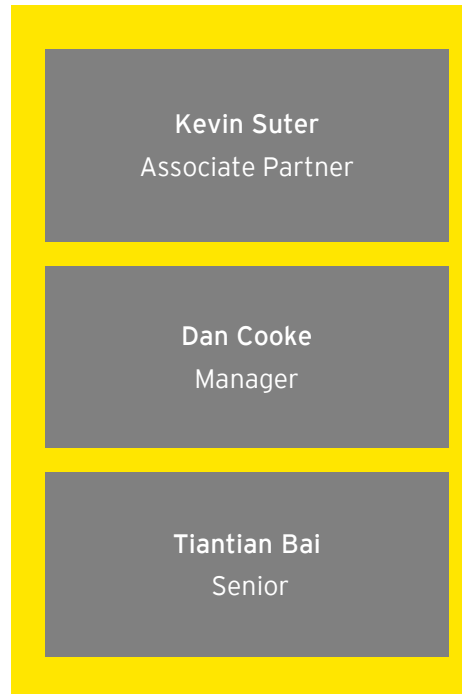 Kevin Suter
Associate Partner
Dan Cooke
Manager
Tiantian Bai
Senior